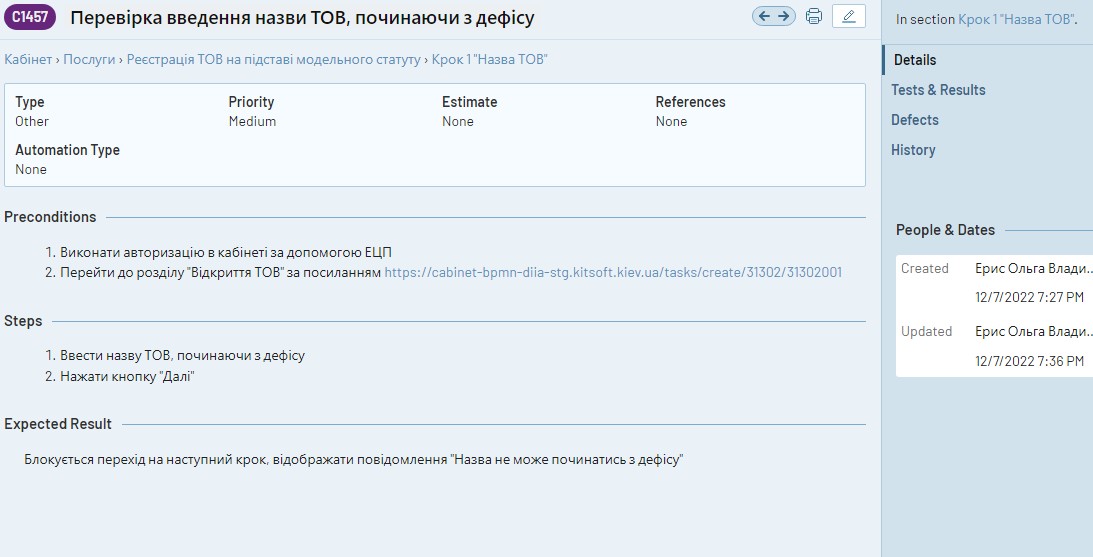 C1457 Перевірка введення назви ТОВ, починаючи з дефісу
Кабінет › Послуги › Реєстрація ТОВ на підставі модельного статуту › Крок 1 "Назва ТОВ"
Type Priority Estimate References
Other Medium None None
Automation Type
None
Preconditions
1. Виконати авторизацію в кабінеті за допомогою ЕЦП
2. Перейти до розділу "Відкриття ТОВ" за посиланням https://cabinet-bpmn-diia-stg.kitsoft.kiev.ua/tasks/create/31302/31302001
Steps
1. Ввести назву ТОВ, починаючи з дефісу
2. Нажати кнопку "Далі"
Expected Result
Блокується перехід на наступний крок, відображати повідомлення "Назва не може починатись з дефісу"
In section Крок 1 "Назва ТОВ".
Details
Tests & Results
Defects
History
People & Dates
Created Ерис Ольга Влади...
12/7/2022 7:27 PM
Updated Ерис Ольга Влади...
12/7/2022 7:36 PM